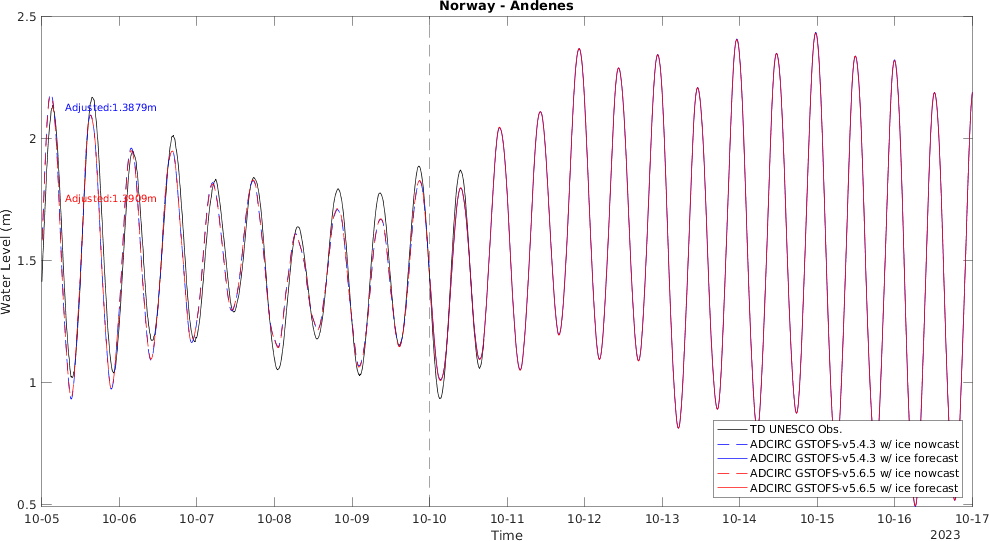 Norway - Andenes
2.5
2
1.5
1
0.5
Water Level (m)
Adjusted:1.3879m
Adjusted:1.3909m
TD UNESCO Obs.
ADCIRC GSTOFS-v5.4.3 w/ ice nowcast
ADCIRC GSTOFS-v5.4.3 w/ ice forecast
ADCIRC GSTOFS-v5.6.5 w/ ice nowcast
ADCIRC GSTOFS-v5.6.5 w/ ice forecast
10-05 10-06 10-07 10-08 10-09 10-10 10-11 10-12 10-13 10-14 10-15 10-16 10-17
Time
2023